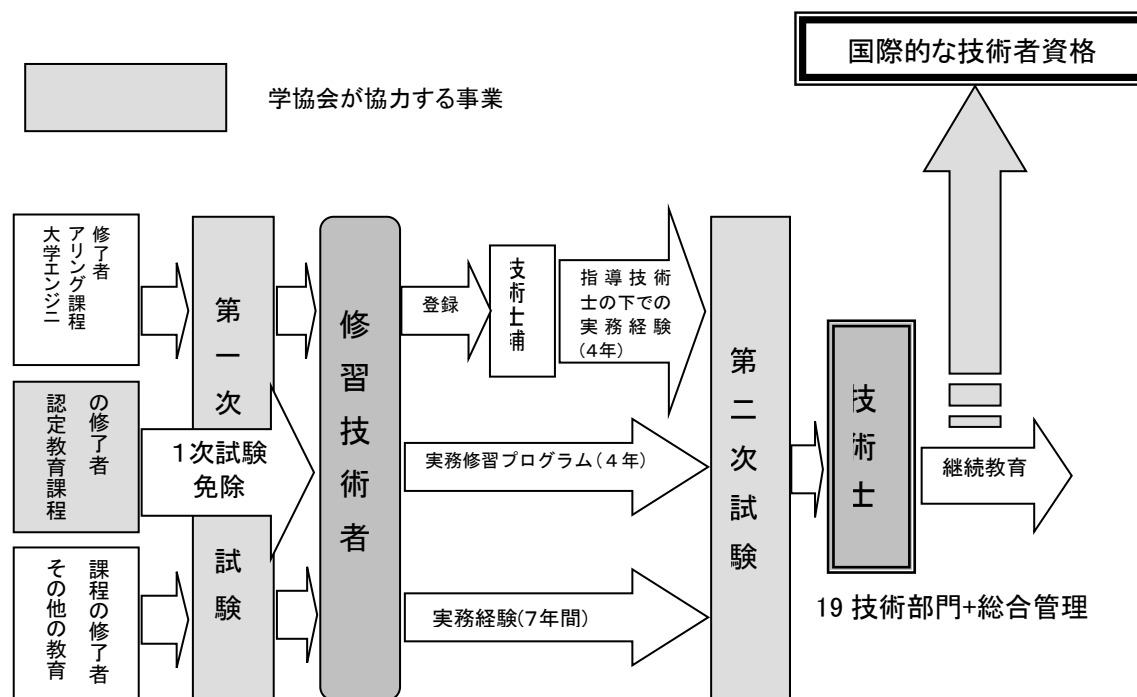 国際的な技術者資格
学協会が協力する事業
大学エンジニ
アリング課程
修了者
認定教育課程
の修了者
その他の教育
課程の修了者
第一次試験
1次試験
免除
修習技術者
登録
技術士補
指導技術
士の下での
実務経験
(4年)
実務修習プログラム(4年)
実務経験(7年間)
第二次試験
技術士
継続教育
19 技術部門+総合管理